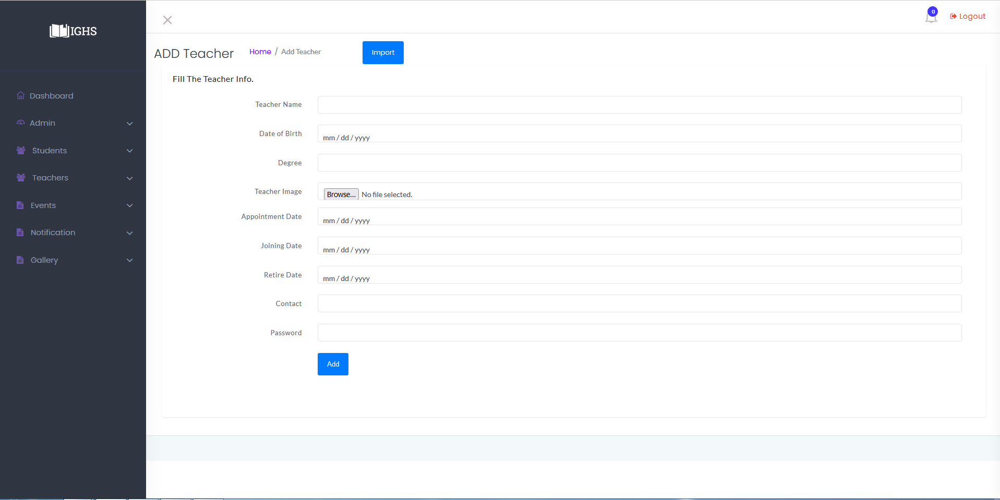 IGHS
Dashboard
Admin
Students
Teachers
Events
Notification
Gallery
0
Logout
ADD Teacher
Home / Add Teacher
Import
Fill The Teacher Info.
Teacher Name
Date of Birth
mm / dd / yyyy
Degree
Teacher Image
Browse... No file selected.
Appointment Date
mm / dd / yyyy
Joining Date
mm / dd / yyyy
Retire Date
mm / dd / yyyy
Contact
Password
Add